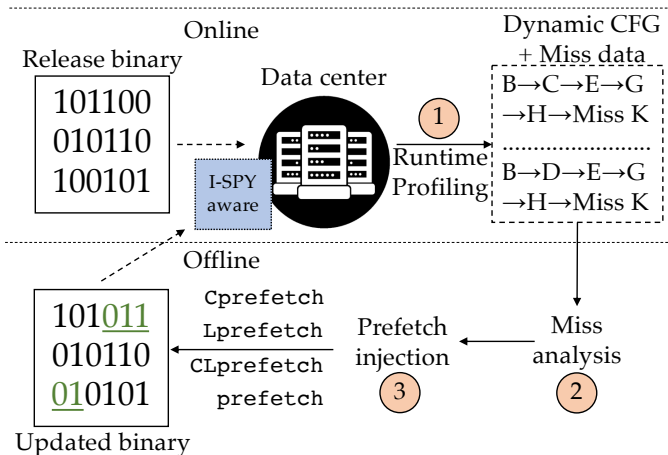 Online
Release binary
101100
010110
100101
Data center
I-SPY
aware
1
Runtime
Profiling
Dynamic CFG
+ Miss data
B→C→E→G
→H→Miss K
B→D→E→G
→H→Miss K
Offline
101011
010110
010101
Updated binary
Cprefetch
Lprefetch
CLprefetch
prefetch
Prefetch
injection
3
Miss
analysis
2